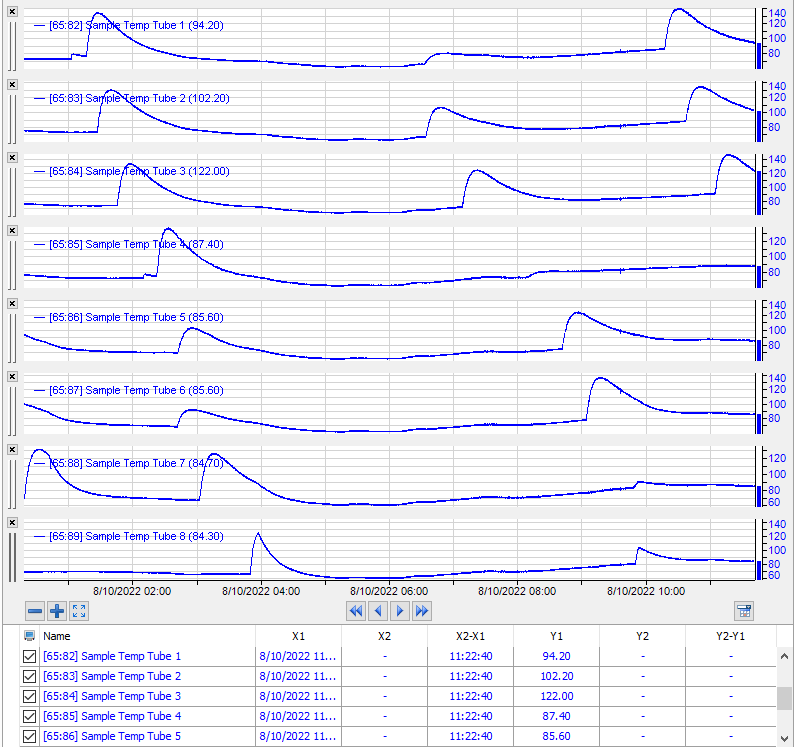 [65:82] Sample Temp Tube 1 (94.20)
140
120
100
80
[65:83] Sample Temp Tube 2 (102.20)
140
120
100
80
[65:84] Sample Temp Tube 3 (122.00)
140
120
100
80
[65:85] Sample Temp Tube 4 (87.40)
120
100
80
[65:86] Sample Temp Tube 5 (85.60)
140
120
100
80
[65:87] Sample Temp Tube 6 (85.60)
140
120
100
80
[65:88] Sample Temp Tube 7 (84.70)
120
100
80
60
[65:89] Sample Temp Tube 8 (84.30)
140
120
100
80
60
8/10/2022 02:00 8/10/2022 04:00 8/10/2022 06:00 8/10/2022 08:00 8/10/2022 10:00
Name X1 X2 X2-X1 Y1 Y2 Y2-Y1
[65:82] Sample Temp Tube 1 8/10/2022 11... - 11:22:40 94.20 - -
[65:83] Sample Temp Tube 2 8/10/2022 11... - 11:22:40 102.20 - -
[65:84] Sample Temp Tube 3 8/10/2022 11... - 11:22:40 122.00 - -
[65:85] Sample Temp Tube 4 8/10/2022 11... - 11:22:40 87.40 - -
[65:86] Sample Temp Tube 5 8/10/2022 11... - 11:22:40 85.60 - -